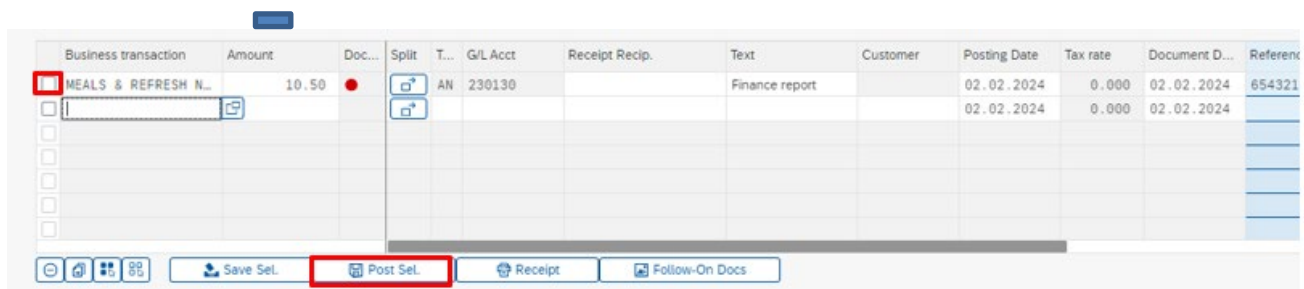 Business transaction Amount Doc... Split T... G/L Acct Receipt Recip. Text Customer Posting Date Tax rate Document D... Referenc
MEALS & REFRESH N... 10.50 AN 230130 Finance report 02.02.2024 0.000 02.02.2024 654321
02.02.2024 0.000 02.02.2024
Save Sel. Post Sel. Receipt Follow-On Docs